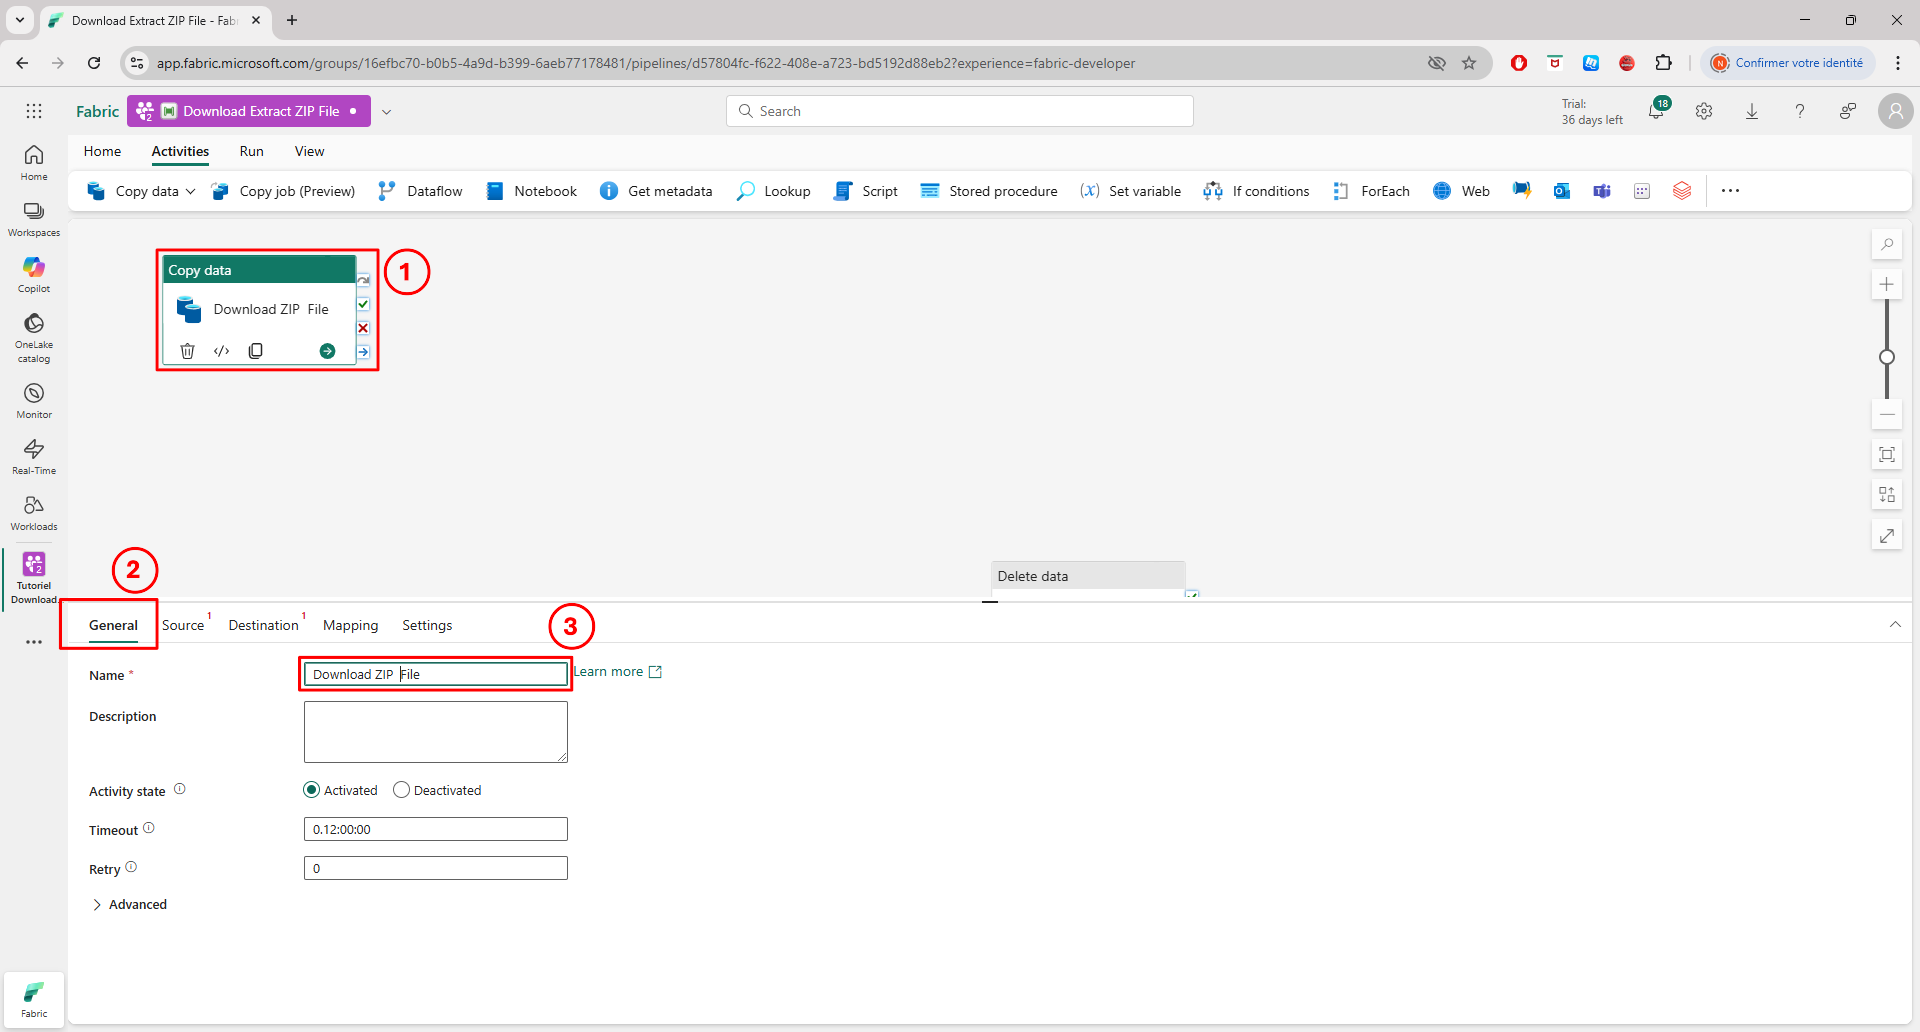 Download Extract ZIP File - Fab
app.fabric.microsoft.com/groups/16efbc70-b0b5-4a9d-b399-6aeb77178481/pipelines/d57804fc-f622-408e-a723-bd5192d88eb2?experience=fabric-developer
Confirmer votre identité
Fabric
2
Download Extract ZIP File
Search
Trial:
36 days left
18
Home
Activities
Run
View
Copy data
Copy job (Preview)
Dataflow
Notebook
Get metadata
Lookup
Script
Stored procedure
(x) Set variable
If conditions
ForEach
Web
Home
Workspaces
Copilot
OneLake
catalog
Monitor
Real-Time
Workloads
2
Tutoriel
Download
Fabric
Copy data
Download ZIP  File
1
Delete data
2
3
General
Source 1
Destination 1
Mapping
Settings
Name *
Download ZIP  File
Learn more
Description
Activity state
Activated
Deactivated
Timeout
0.12:00:00
Retry
0
Advanced